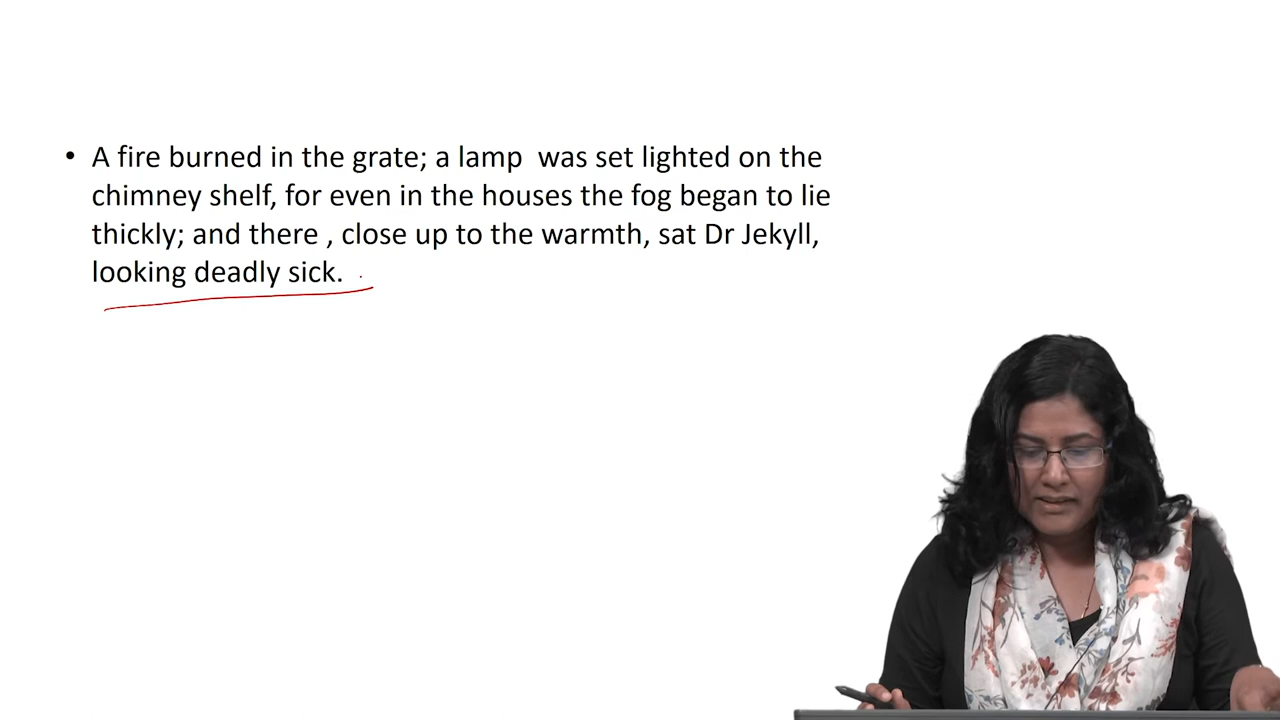 • A fire burned in the grate; a lamp was set lighted on the
chimney shelf, for even in the houses the fog began to lie
thickly; and there , close up to the warmth, sat Dr Jekyll,
looking deadly sick.